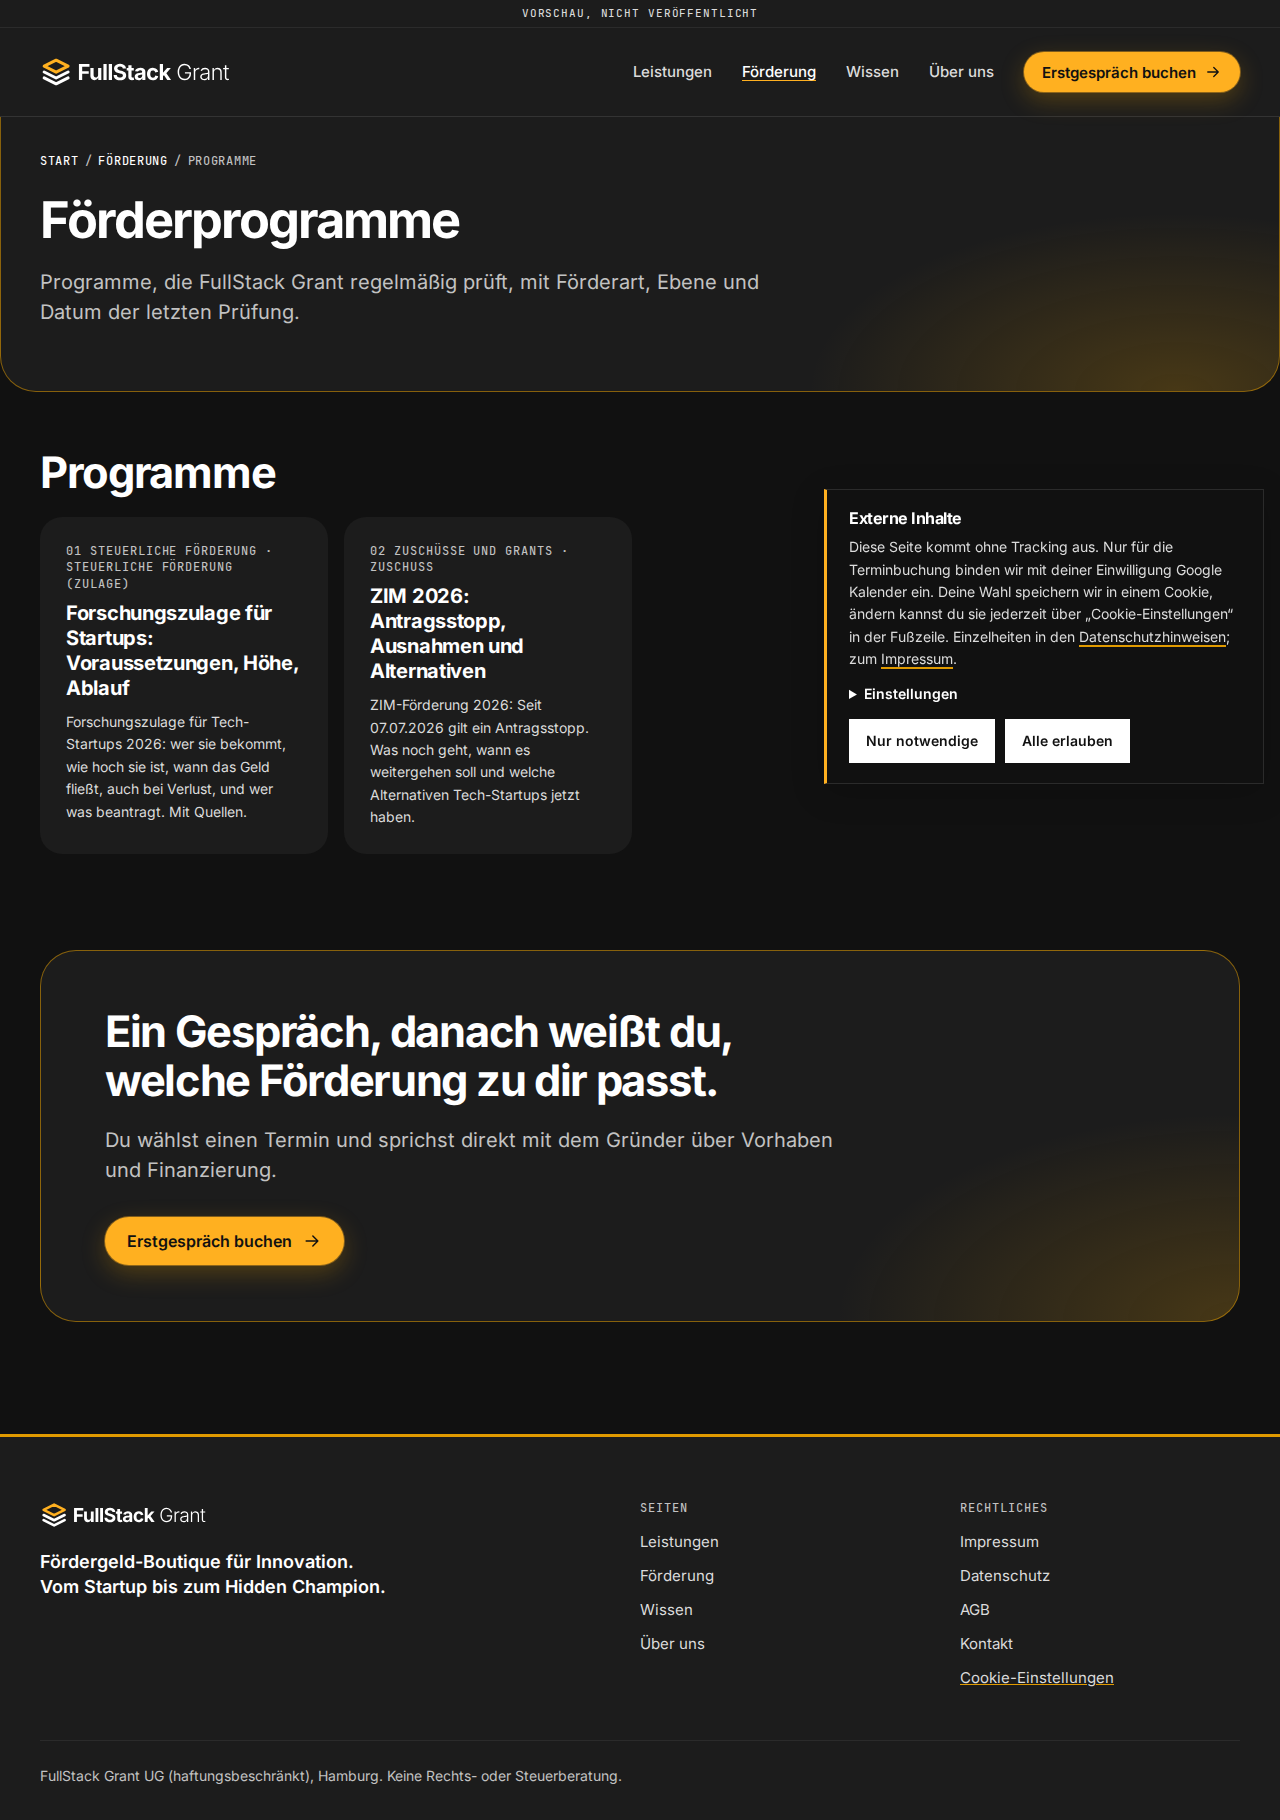 VORSCHAU, NICHT VERÖFFENTLICHT
FullStack Grant
Leistungen
Förderung
Wissen
Über uns
Erstgespräch buchen →
START / FÖRDERUNG / PROGRAMME
Förderprogramme
Programme, die FullStack Grant regelmäßig prüft, mit Förderart, Ebene und
Datum der letzten Prüfung.
Programme
01 STEUERLICHE FÖRDERUNG ·
STEUERLICHE FÖRDERUNG
(ZULAGE)
Forschungszulage für
Startups:
Voraussetzungen, Höhe,
Ablauf
Forschungszulage für Tech-
Startups 2026: wer sie bekommt,
wie hoch sie ist, wann das Geld
fließt, auch bei Verlust, und wer
was beantragt. Mit Quellen.
02 ZUSCHÜSSE UND GRANTS ·
ZUSCHUSS
ZIM 2026:
Antragsstopp,
Ausnahmen und
Alternativen
ZIM-Förderung 2026: Seit
07.07.2026 gilt ein Antragsstopp.
Was noch geht, wann es
weitergehen soll und welche
Alternativen Tech-Startups jetzt
haben.
Externe Inhalte
Diese Seite kommt ohne Tracking aus. Nur für die
Terminbuchung binden wir mit deiner Einwilligung Google
Kalender ein. Deine Wahl speichern wir in einem Cookie,
ändern kannst du sie jederzeit über „Cookie-Einstellungen“
in der Fußzeile. Einzelheiten in den Datenschutzhinweisen;
zum Impressum.
Einstellungen
Nur notwendige
Alle erlauben
Ein Gespräch, danach weißt du,
welche Förderung zu dir passt.
Du wählst einen Termin und sprichst direkt mit dem Gründer über Vorhaben
und Finanzierung.
Erstgespräch buchen →
FullStack Grant
Fördergeld-Boutique für Innovation.
Vom Startup bis zum Hidden Champion.
SEITEN
Leistungen
Förderung
Wissen
Über uns
RECHTLICHES
Impressum
Datenschutz
AGB
Kontakt
Cookie-Einstellungen
FullStack Grant UG (haftungsbeschränkt), Hamburg. Keine Rechts- oder Steuerberatung.